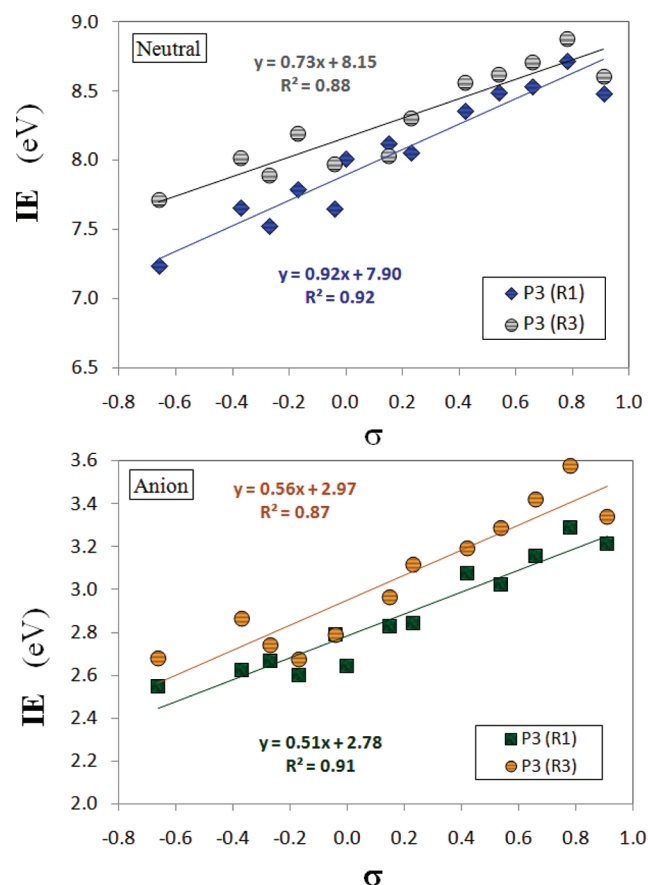 9.0
Neutral
y = 0.73x + 8.15
R² = 0.88
8.5
8.0
IE (eV)
7.5
y = 0.92x + 7.90
R² = 0.92
P3 (R1)
P3 (R3)
7.0
6.5
-0.8 -0.6 -0.4 -0.2 0.0 0.2 0.4 0.6 0.8 1.0
σ
3.6
Anion
y = 0.56x + 2.97
R² = 0.87
3.4
3.2
3.0
2.8
IE (eV)
2.6
2.4
y = 0.51x + 2.78
R² = 0.91
P3 (R1)
P3 (R3)
2.2
2.0
-0.8 -0.6 -0.4 -0.2 0.0 0.2 0.4 0.6 0.8 1.0
σ